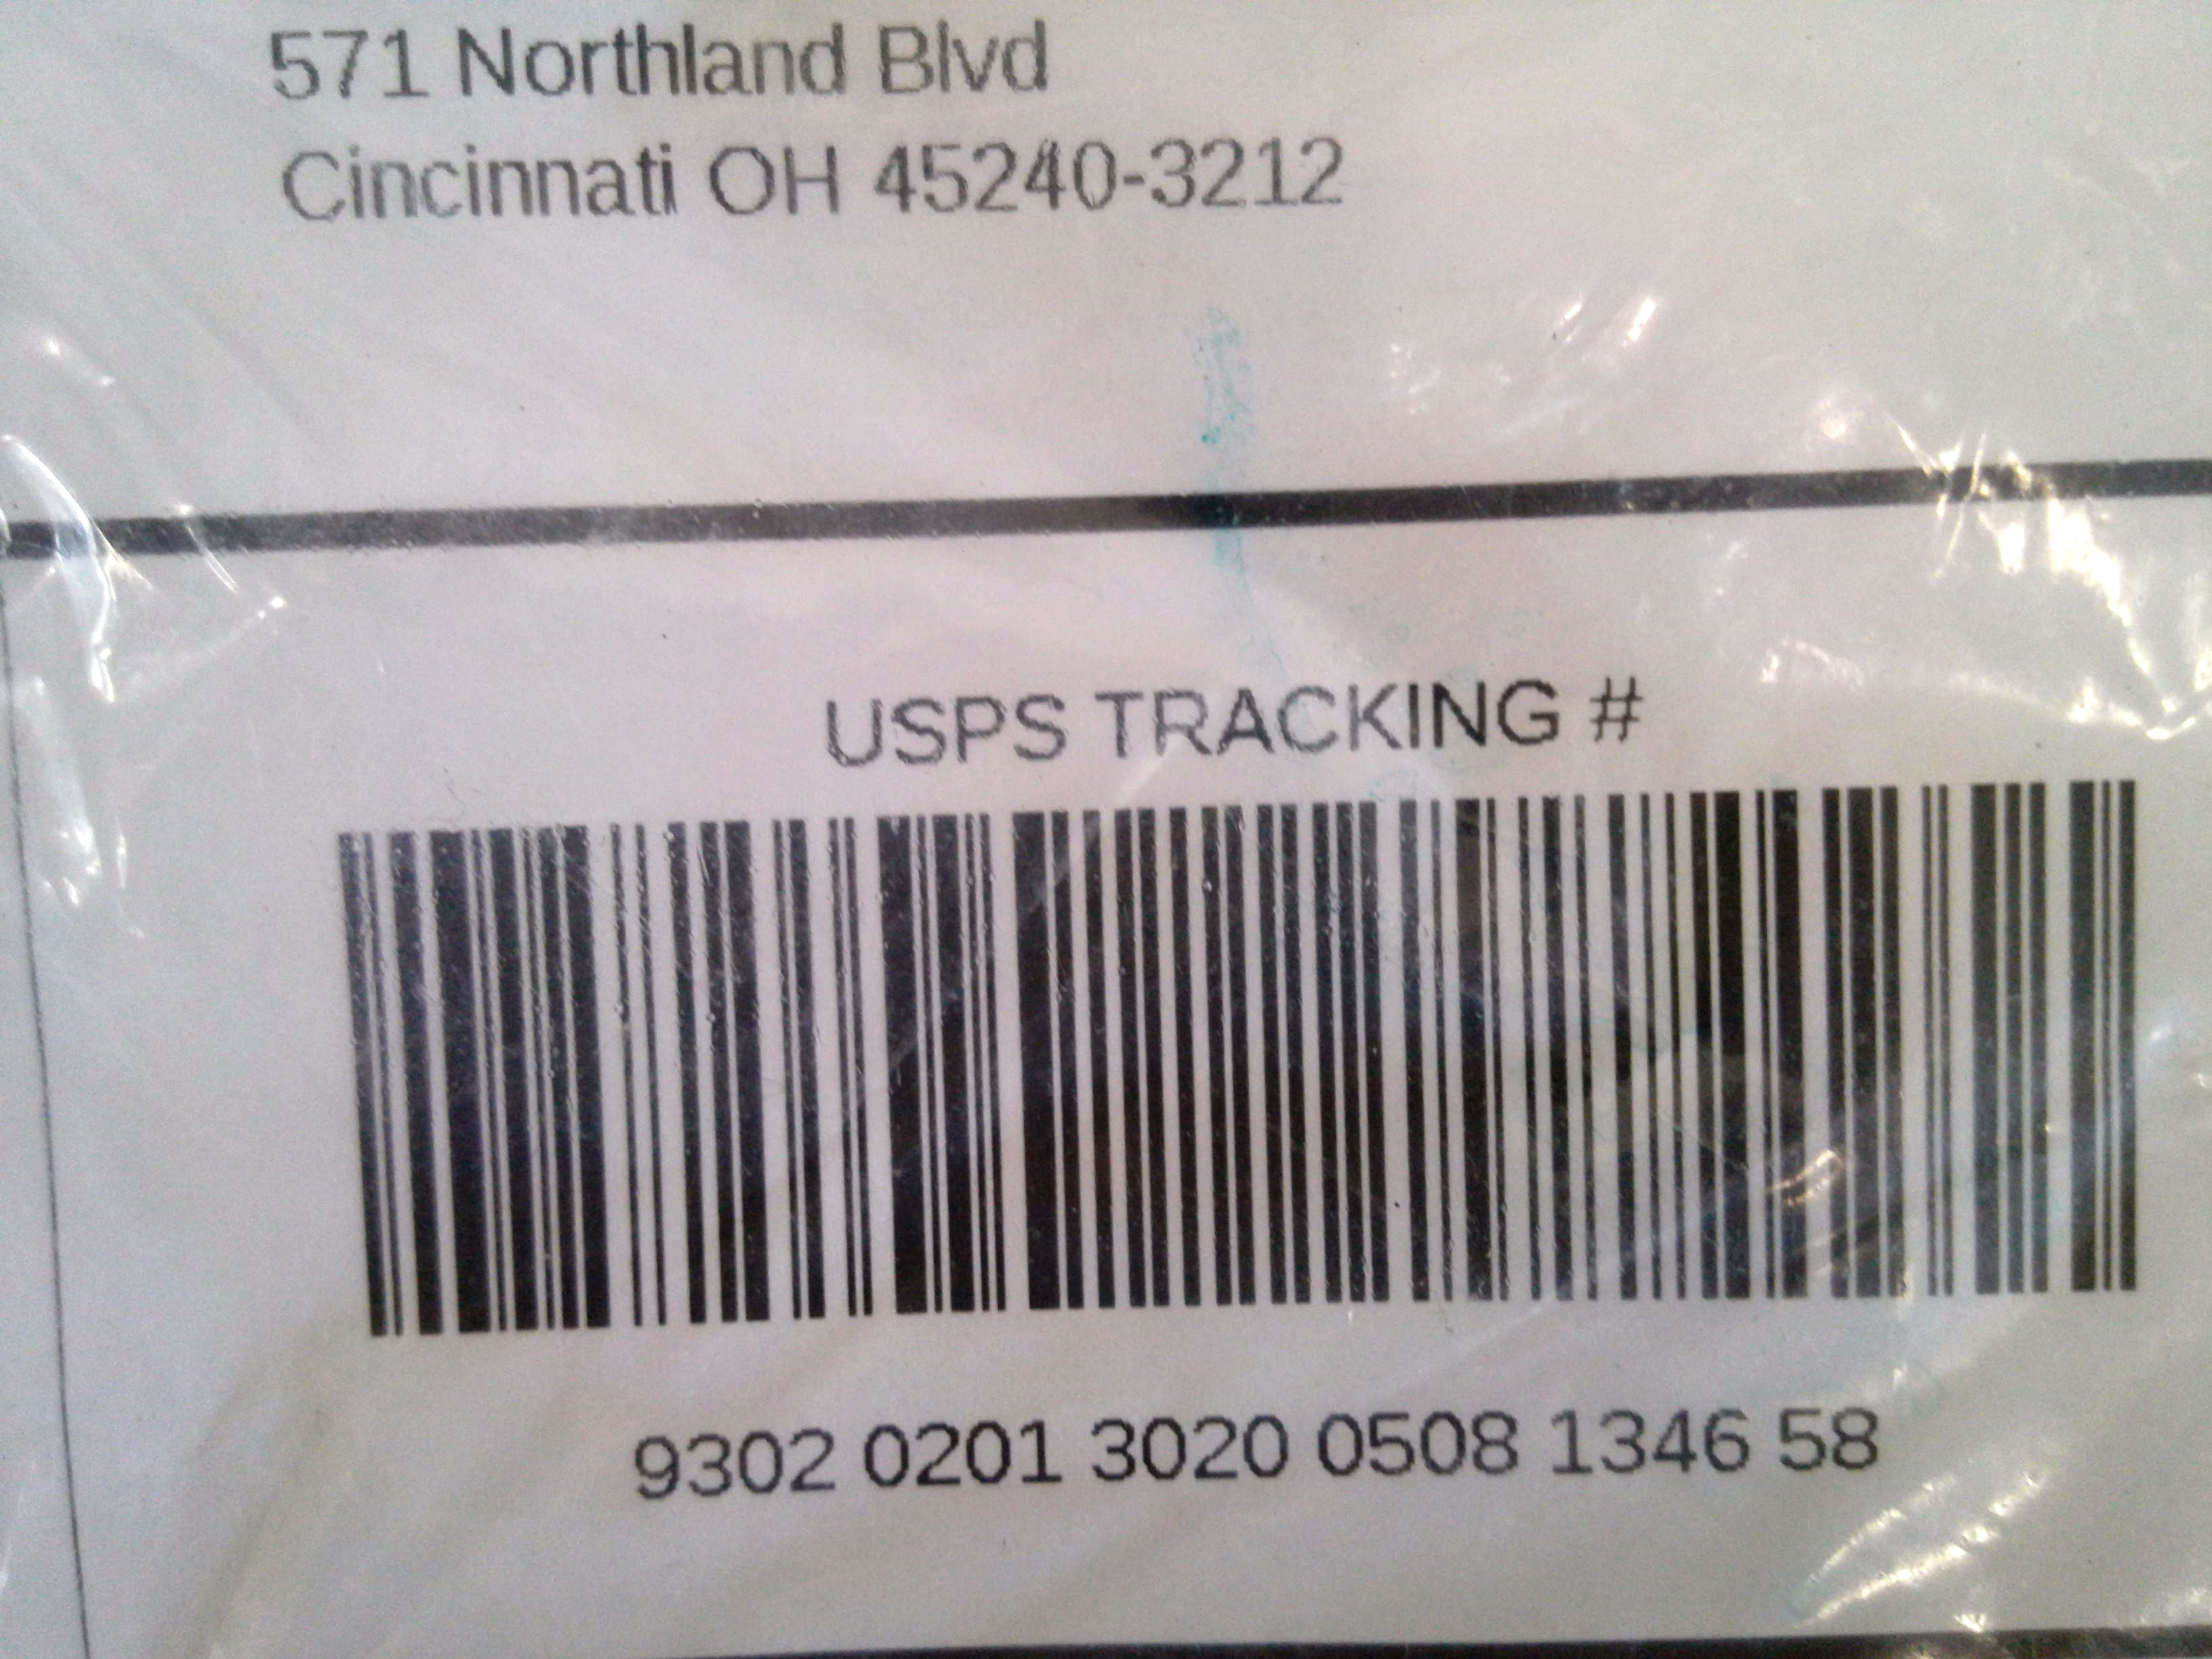 571 Northland Blvd
Cincinnati OH 45240-3212
USPS TRACKING #
9302 0201 3020 0508 1346 58